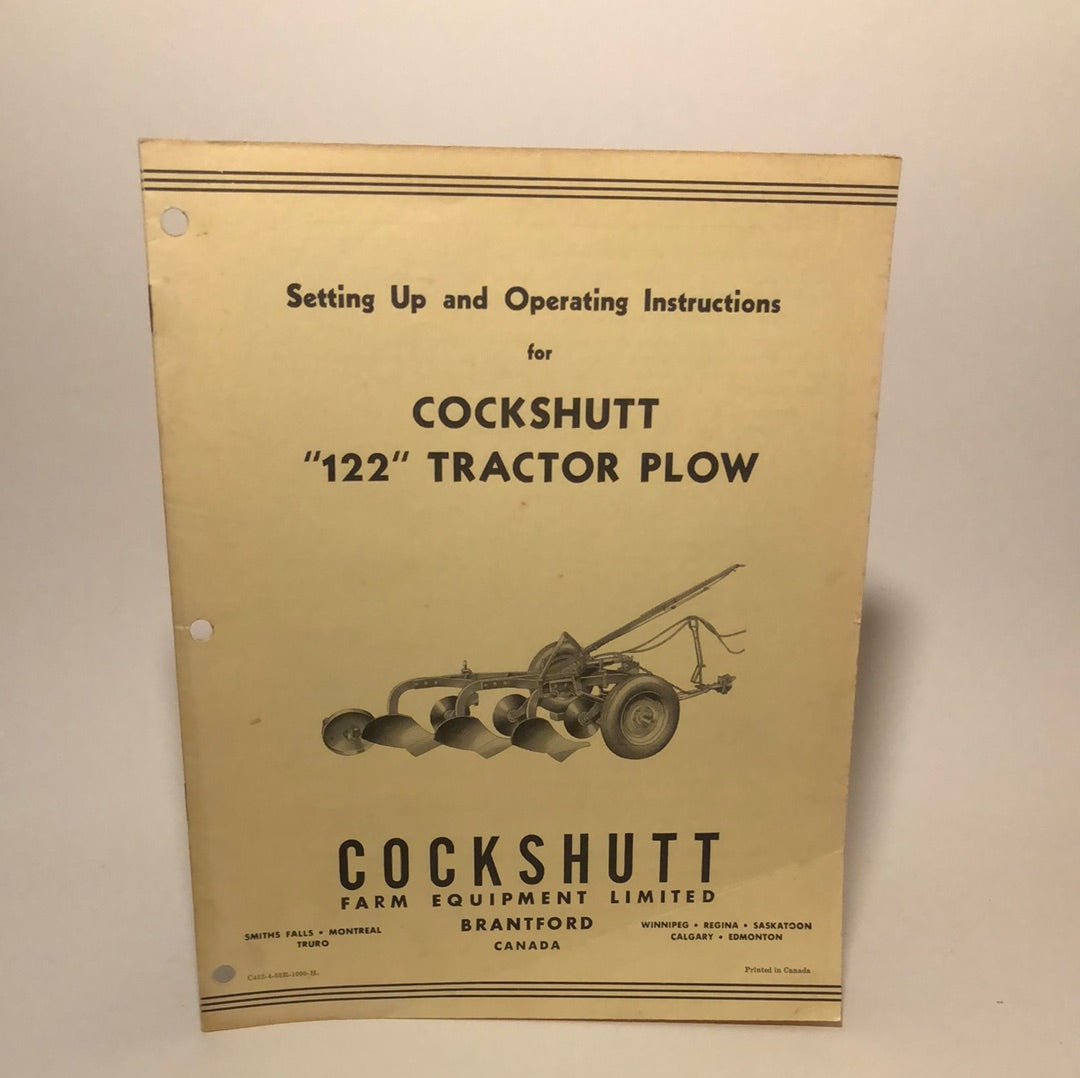 Setting Up and Operating Instructions
for
COCKSHUTT
"122" TRACTOR PLOW
COCKSHUTT
FARM EQUIPMENT LIMITED
BRANTFORD
CANADA
SMITHS FALLS • MONTREAL
TRURO
WINNIPEG • REGINA • SASKATOON
CALGARY • EDMONTON
Printed in Canada